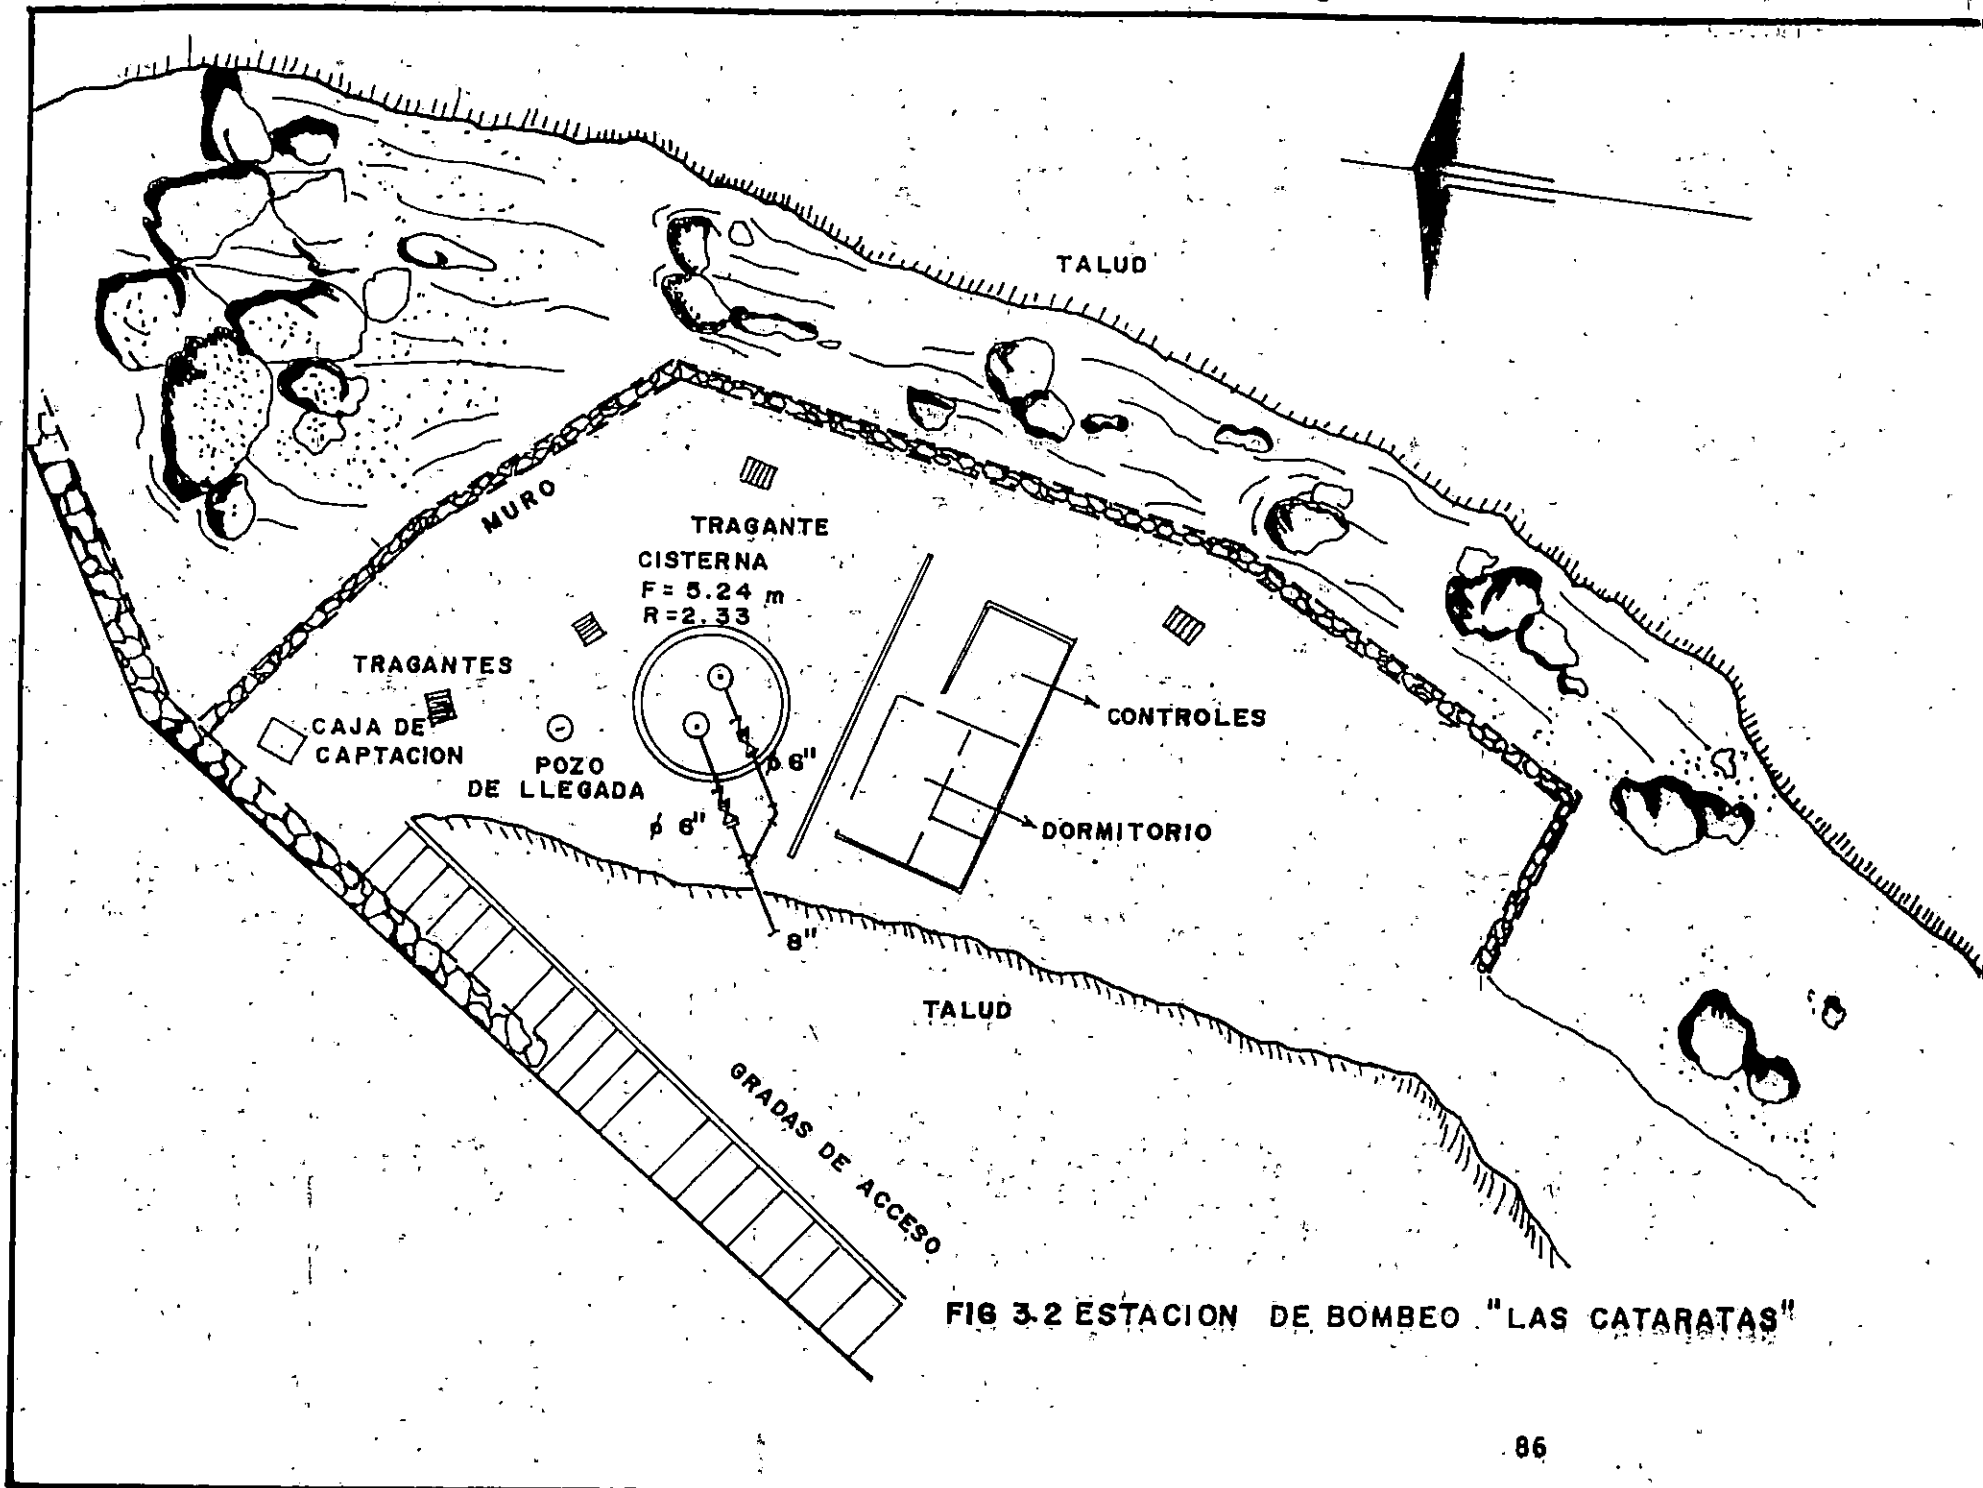 TALUD
MURO
TRAGANTE
CISTERNA
F= 5.24 m
R=2.33
TRAGANTES
CAJA DE
CAPTACION
POZO
DE LLEGADA
ϕ 6"
ϕ 6"
8"
CONTROLES
DORMITORIO
TALUD
GRADAS DE ACCESO
FIG 3.2 ESTACION DE BOMBEO "LAS CATARATAS"
86